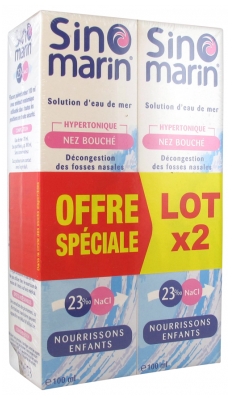 Sino
marin®
Solution d'eau de mer
HYPERTONIQUE
NEZ BOUCHÉ
Décongestion
des fosses nasales
Sino
marin®
Solution d'eau de mer
HYPERTONIQUE
NEZ BOUCHÉ
Décongestion
des fosses nasales
OFFRE
SPÉCIALE
LOT
x2
23‰ NaCl
NOURRISSONS
ENFANTS
100 ml
23‰ NaCl
NOURRISSONS
ENFANTS
100 ml